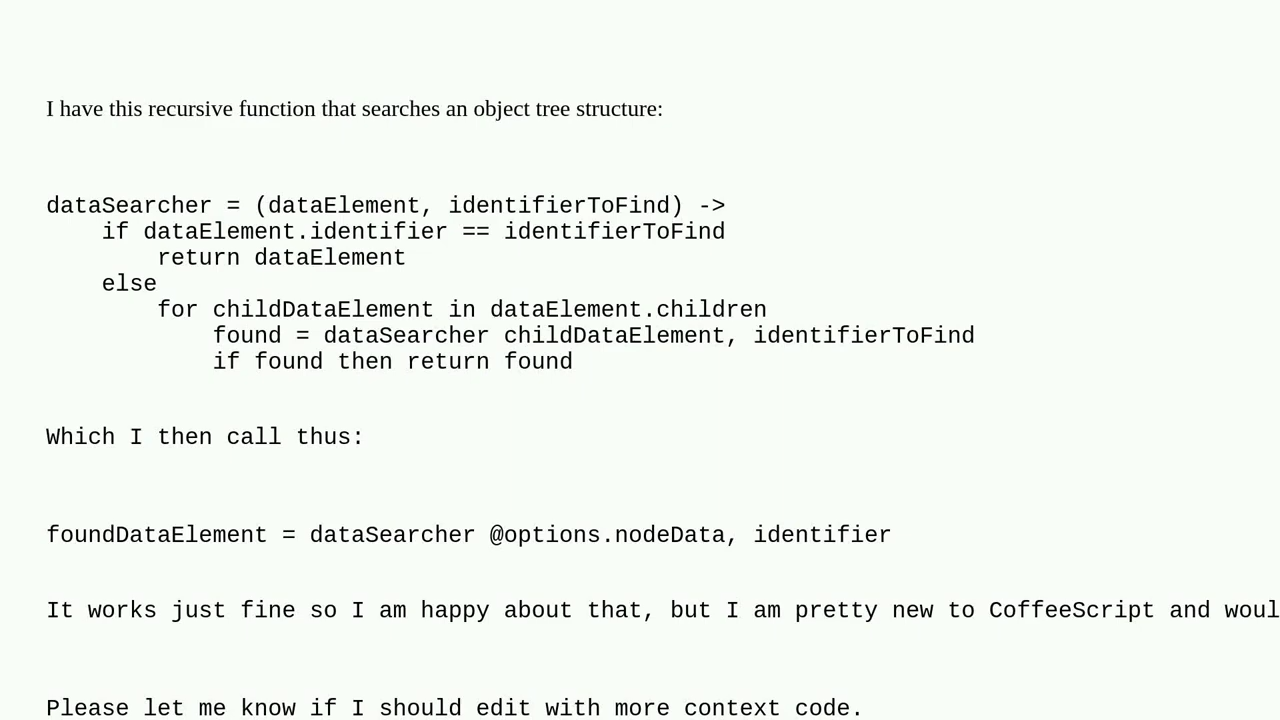 I have this recursive function that searches an object tree structure:
dataSearcher = (dataElement, identifierToFind) ->
    if dataElement.identifier == identifierToFind
        return dataElement
    else
        for childDataElement in dataElement.children
            found = dataSearcher childDataElement, identifierToFind
            if found then return found
Which I then call thus:
foundDataElement = dataSearcher @options.nodeData, identifier
It works just fine so I am happy about that, but I am pretty new to CoffeeScript and
Please let me know if I should edit with more context code.